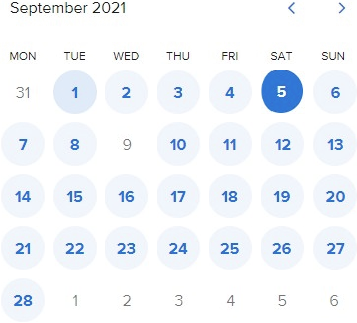 September 2021
MON TUE WED THU FRI SAT SUN
31 1 2 3 4 5 6
7 8 9 10 11 12 13
14 15 16 17 18 19 20
21 22 23 24 25 26 27
28 1 2 3 4 5 6